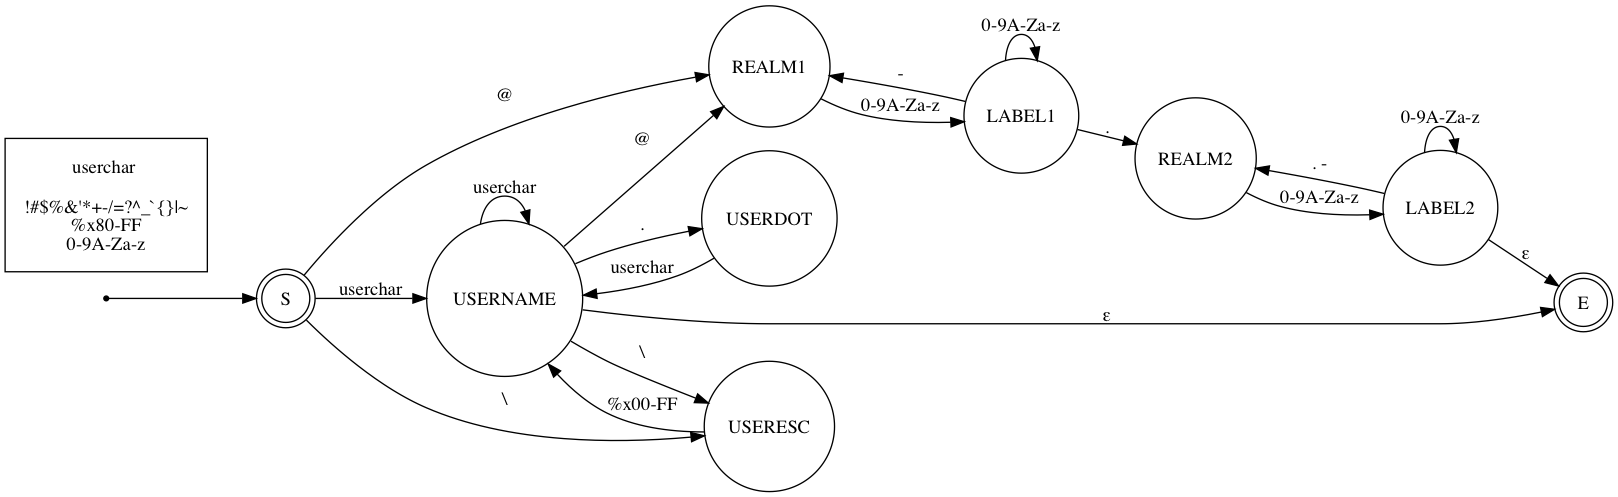 userchar
!#$%&'*+-/=?^_`{}|~
%x80-FF
0-9A-Za-z
S
@
userchar
\
userchar
USERNAME
@
.
userchar
ε
\
%x00-FF
REALM1
USERDOT
USERESC
-
0-9A-Za-z
0-9A-Za-z
LABEL1
.
REALM2
. -
0-9A-Za-z
0-9A-Za-z
LABEL2
ε
E